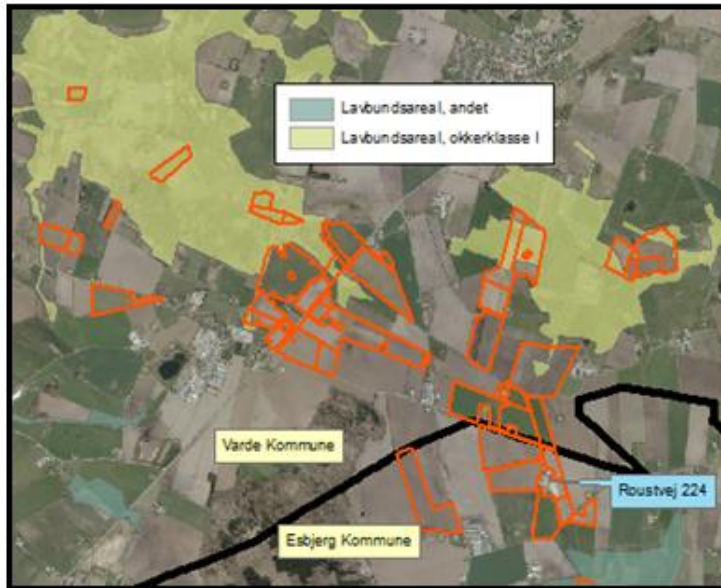 Lavbundsareal, andet
Lavbundsareal, okkerklasse I
Varde Kommune
Roustvej 224
Esbjerg Kommune